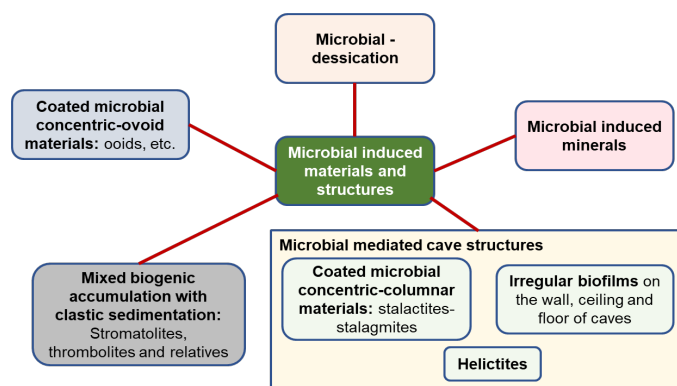 Microbial -
dessication
Coated microbial
concentric-ovoid
materials: ooids, etc.
Microbial induced
minerals
Microbial induced
materials and
structures
Mixed biogenic
accumulation with
clastic sedimentation:
Stromatolites,
thrombolites and relatives
Microbial mediated cave structures
Coated microbial
concentric-columnar
materials: stalactites-
stalagmites
Irregular biofilms on
the wall, ceiling and
floor of caves
Helictites